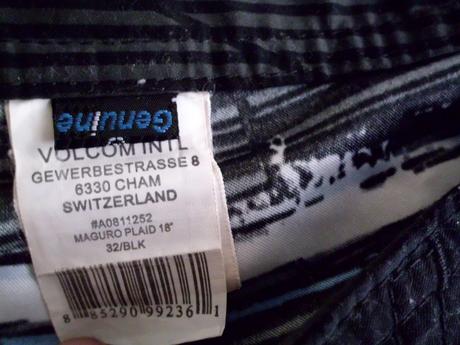 Genuine
VOLCOM INTL
GEWERBESTRASSE 8
6330 CHAM
SWITZERLAND
#A0811252
MAGURO PLAID 18"
32/BLK
8 85290 99236 1